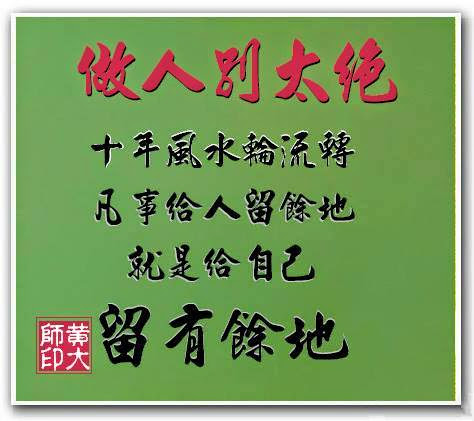 做人别太绝
十年風水輪流轉
凡事给人留餘地
就是给自己
留有餘地
黄大師印